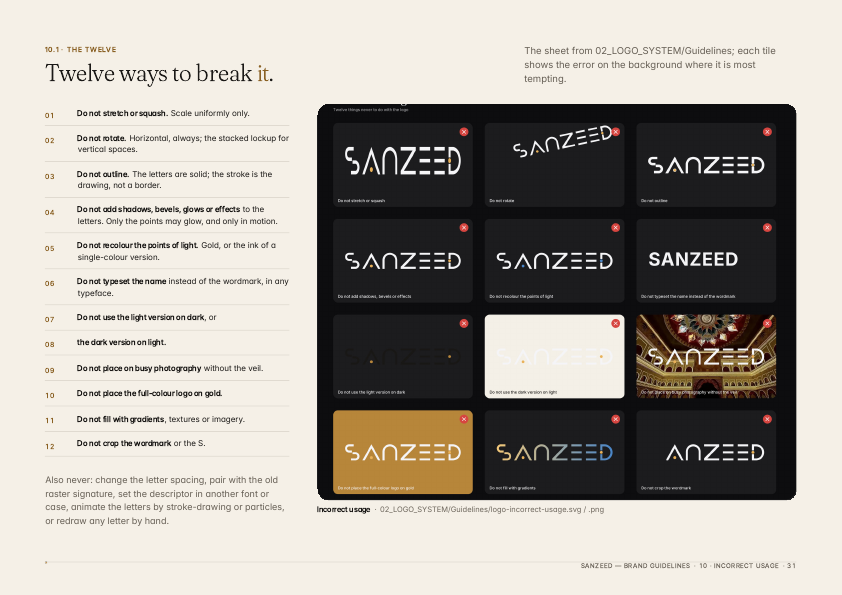 10.1 · THE TWELVE
Twelve ways to break it.
The sheet from 02_LOGO_SYSTEM/Guidelines; each tile
shows the error on the background where it is most
tempting.
01 Do not stretch or squash. Scale uniformly only.
02 Do not rotate. Horizontal, always; the stacked lockup for
vertical spaces.
03 Do not outline. The letters are solid; the stroke is the
drawing, not a border.
04 Do not add shadows, bevels, glows or effects to the
letters. Only the points may glow, and only in motion.
05 Do not recolour the points of light. Gold, or the ink of a
single-colour version.
06 Do not typeset the name instead of the wordmark, in any
typeface.
07 Do not use the light version on dark, or
08 the dark version on light.
09 Do not place on busy photography without the veil.
10 Do not place the full-colour logo on gold.
11 Do not fill with gradients, textures or imagery.
12 Do not crop the wordmark or the S.
Also never: change the letter spacing, pair with the old
raster signature, set the descriptor in another font or
case, animate the letters by stroke-drawing or particles,
or redraw any letter by hand.
Twelve things never to do with the logo
SANZEED
Do not stretch or squash
SANZEED
Do not rotate
SANZEED
Do not outline
SANZEED
Do not add shadows, bevels or effects
SANZEED
Do not recolour the points of light
SANZEED
Do not typeset the name instead of the wordmark
SANZEED
Do not use the light version on dark
SANZEED
Do not use the dark version on light
SANZEED
Do not place on busy photography without the veil
SANZEED
Do not place the full-colour logo on gold
SANZEED
Do not fill with gradients
ANZEED
Do not crop the wordmark
Incorrect usage · 02_LOGO_SYSTEM/Guidelines/logo-incorrect-usage.svg / .png
SANZEED — BRAND GUIDELINES · 10 · INCORRECT USAGE · 31